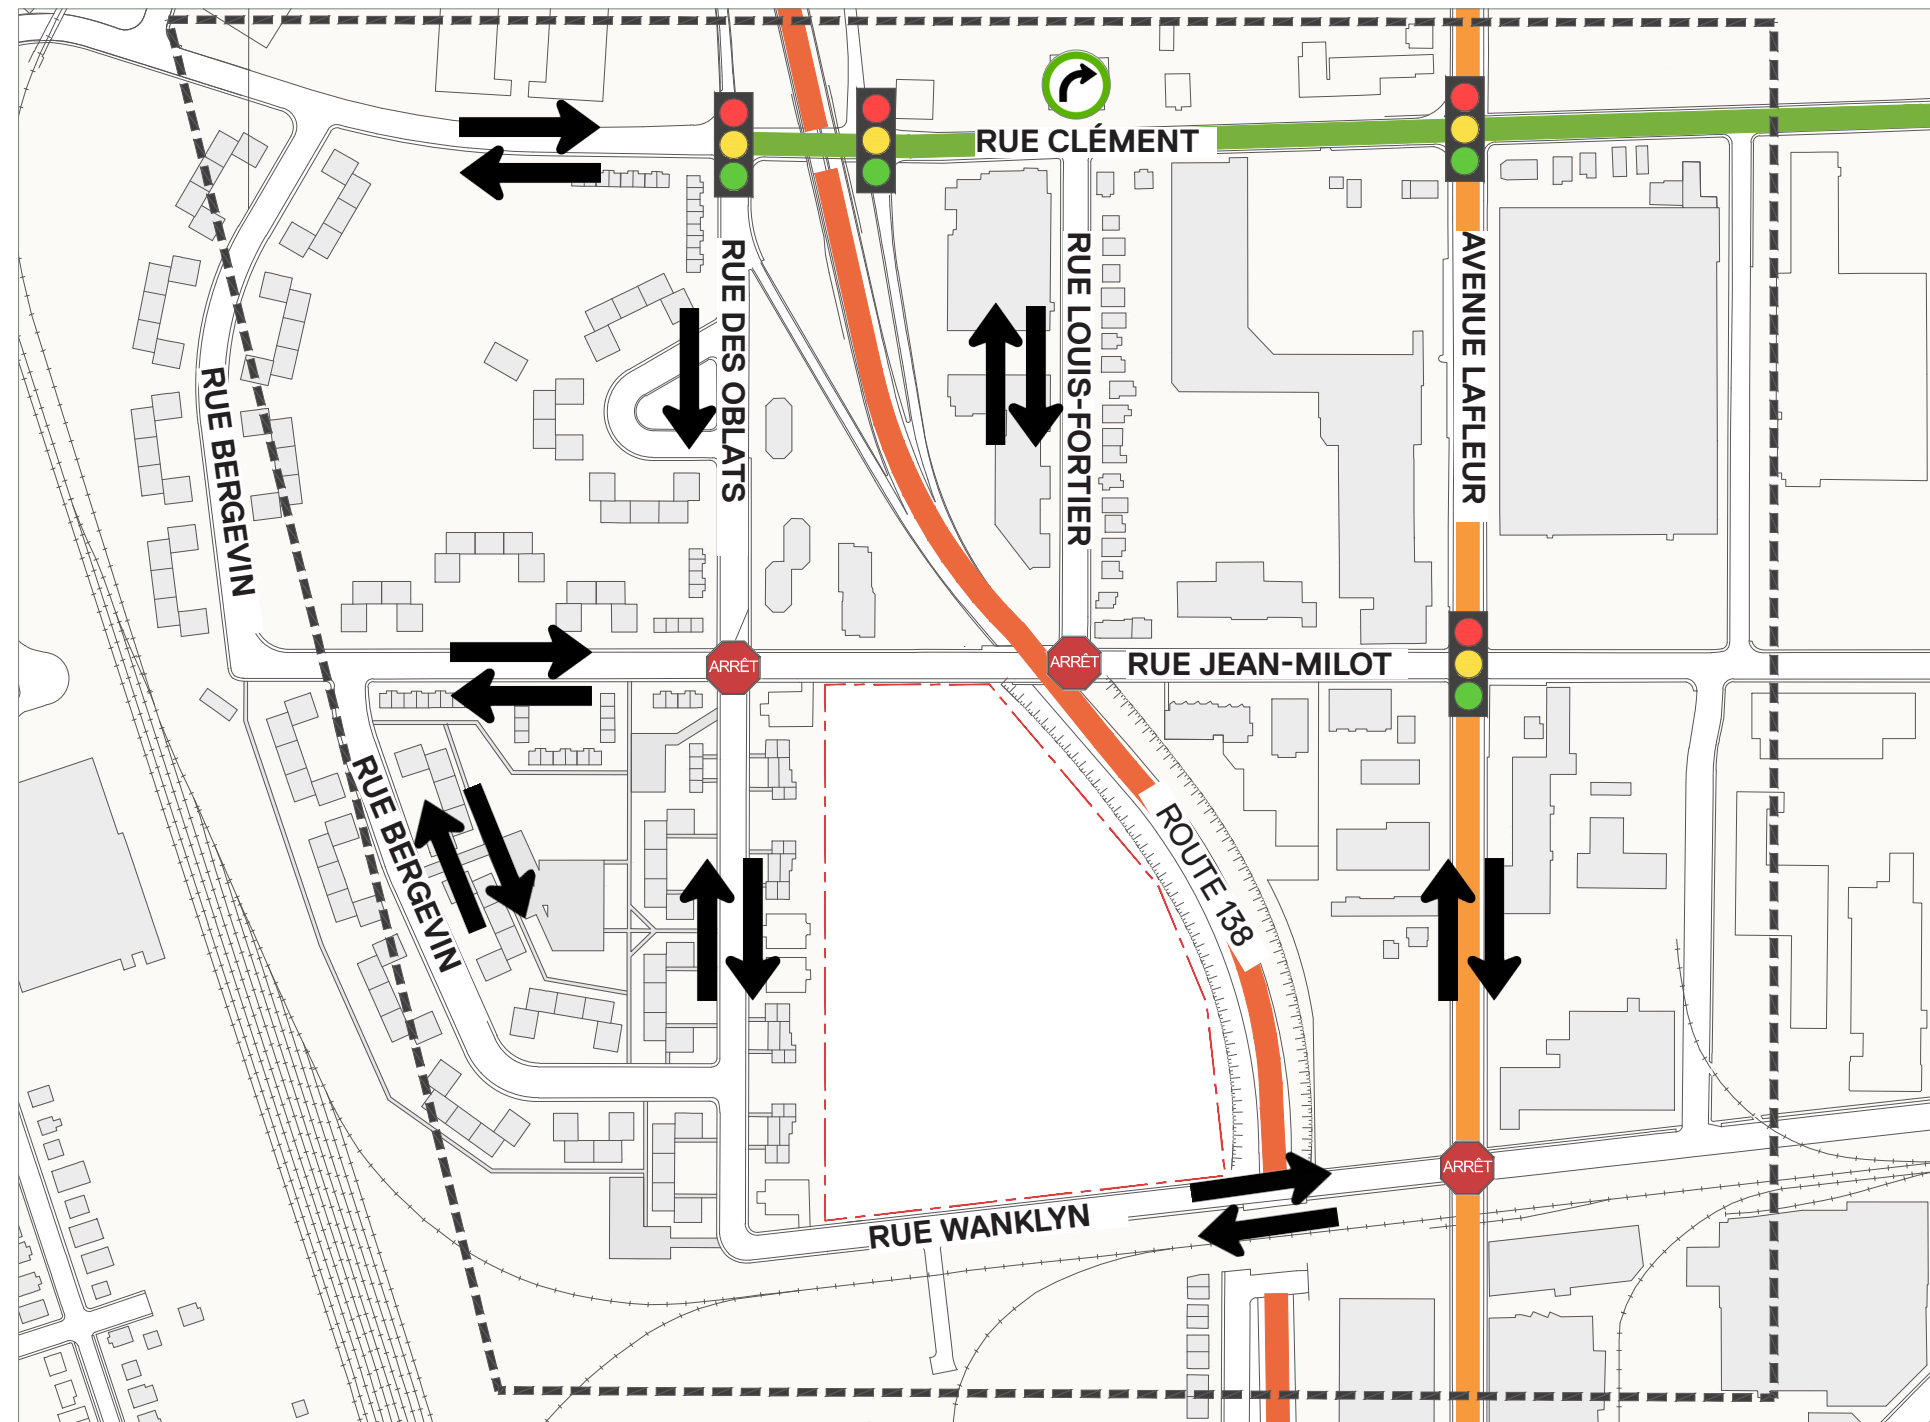 RUE CLÉMENT
RUE DES OBLATS
RUE LOUIS-FORTIER
AVENUE LAFLEUR
RUE BERGEVIN
ARRÊT
ARRÊT
RUE JEAN-MILOT
RUE BERGEVIN
ROUTE 138
ARRÊT
RUE WANKLYN